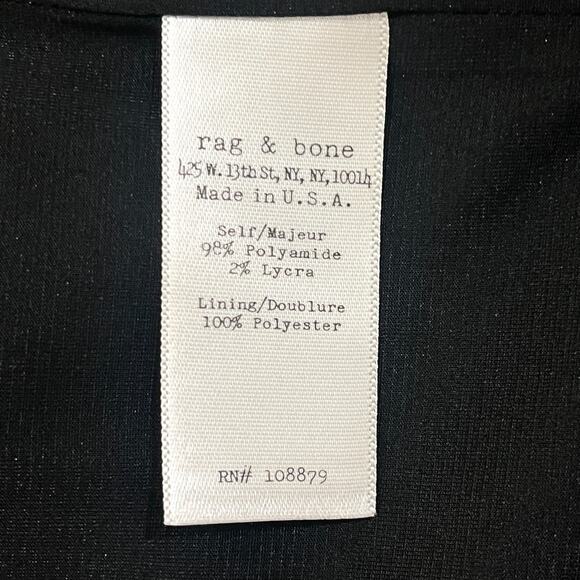 rag & bone
425 W. 13th St, NY, NY, 10014
Made in U.S.A.
Self/Majeur
98% Polyamide
2% Lycra
Lining/Doublure
100% Polyester
RN# 108879